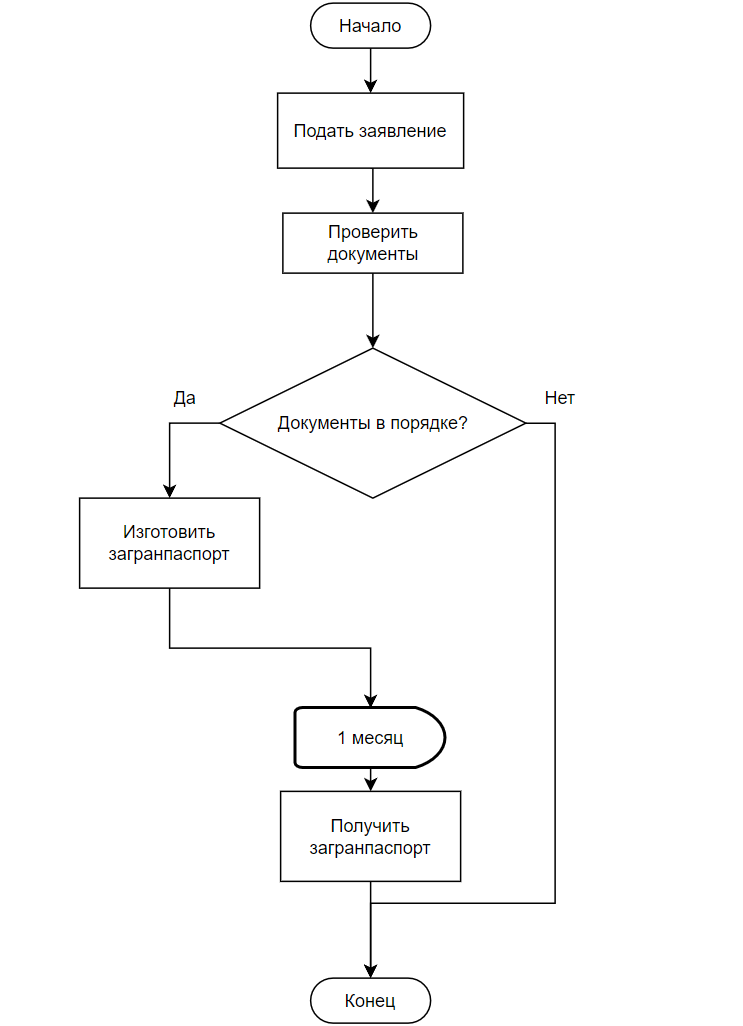 Начало
Подать заявление
Проверить
документы
Да
Нет
Документы в порядке?
Изготовить
загранпаспорт
1 месяц
Получить
загранпаспорт
Конец